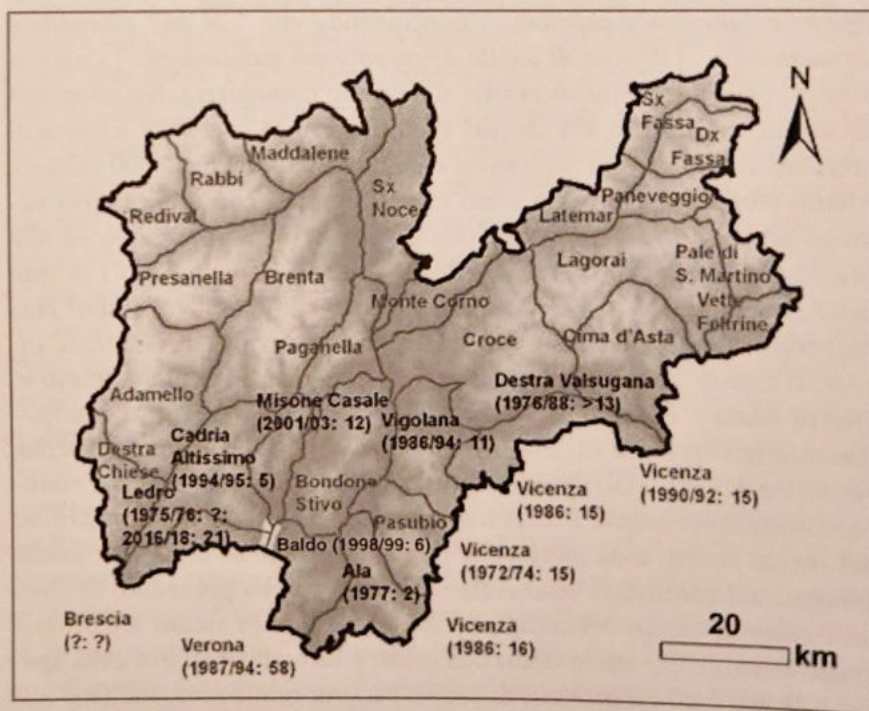 N
Sx
Fassa
Dx
Fassa
Maddalene
Rabbi
Sx
Noce
Redival
Paneveggio
Latemar
Lagorai
Pale di
S. Martino
Presanella
Brenta
Monte Corno
Vette
Feltrine
Croce
Cima d'Asta
Paganella
Adamello
Destra Valsugana
(1976/88: >13)
Misone Casale
(2001/03: 12)
Vigolana
(1986/94: 11)
Cadria
Altissimo
(1994/95: 5)
Destra
Chiese
Ledro
(1975/76: ?;
2016/18: 21)
Bondone
Stivo
Pasubio
Baldo (1998/99: 6)
Ala
(1977: 2)
Vicenza
(1990/92: 15)
Vicenza
(1986: 15)
Vicenza
(1972/74: 15)
Vicenza
(1986: 16)
Brescia
(?: ?)
Verona
(1987/94: 58)
20
km